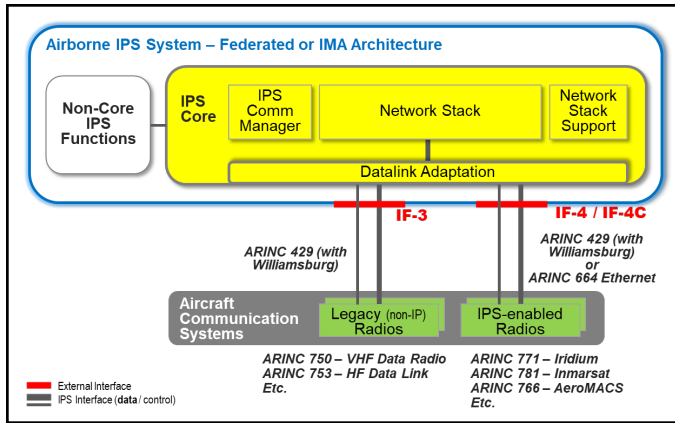 Airborne IPS System – Federated or IMA Architecture
Non-Core
IPS
Functions
IPS
Core
IPS
Comm
Manager
Network Stack
Network
Stack
Support
Datalink Adaptation
IF-3
IF-4 / IF-4C
ARINC 429 (with
Williamsburg)
ARINC 429 (with
Williamsburg)
or
ARINC 664 Ethernet
Aircraft
Communication
Systems
Legacy (non-IP)
Radios
IPS-enabled
Radios
ARINC 750 – VHF Data Radio
ARINC 753 – HF Data Link
Etc.
ARINC 771 – Iridium
ARINC 781 – Inmarsat
ARINC 766 – AeroMACS
Etc.
External Interface
IPS Interface (data / control)